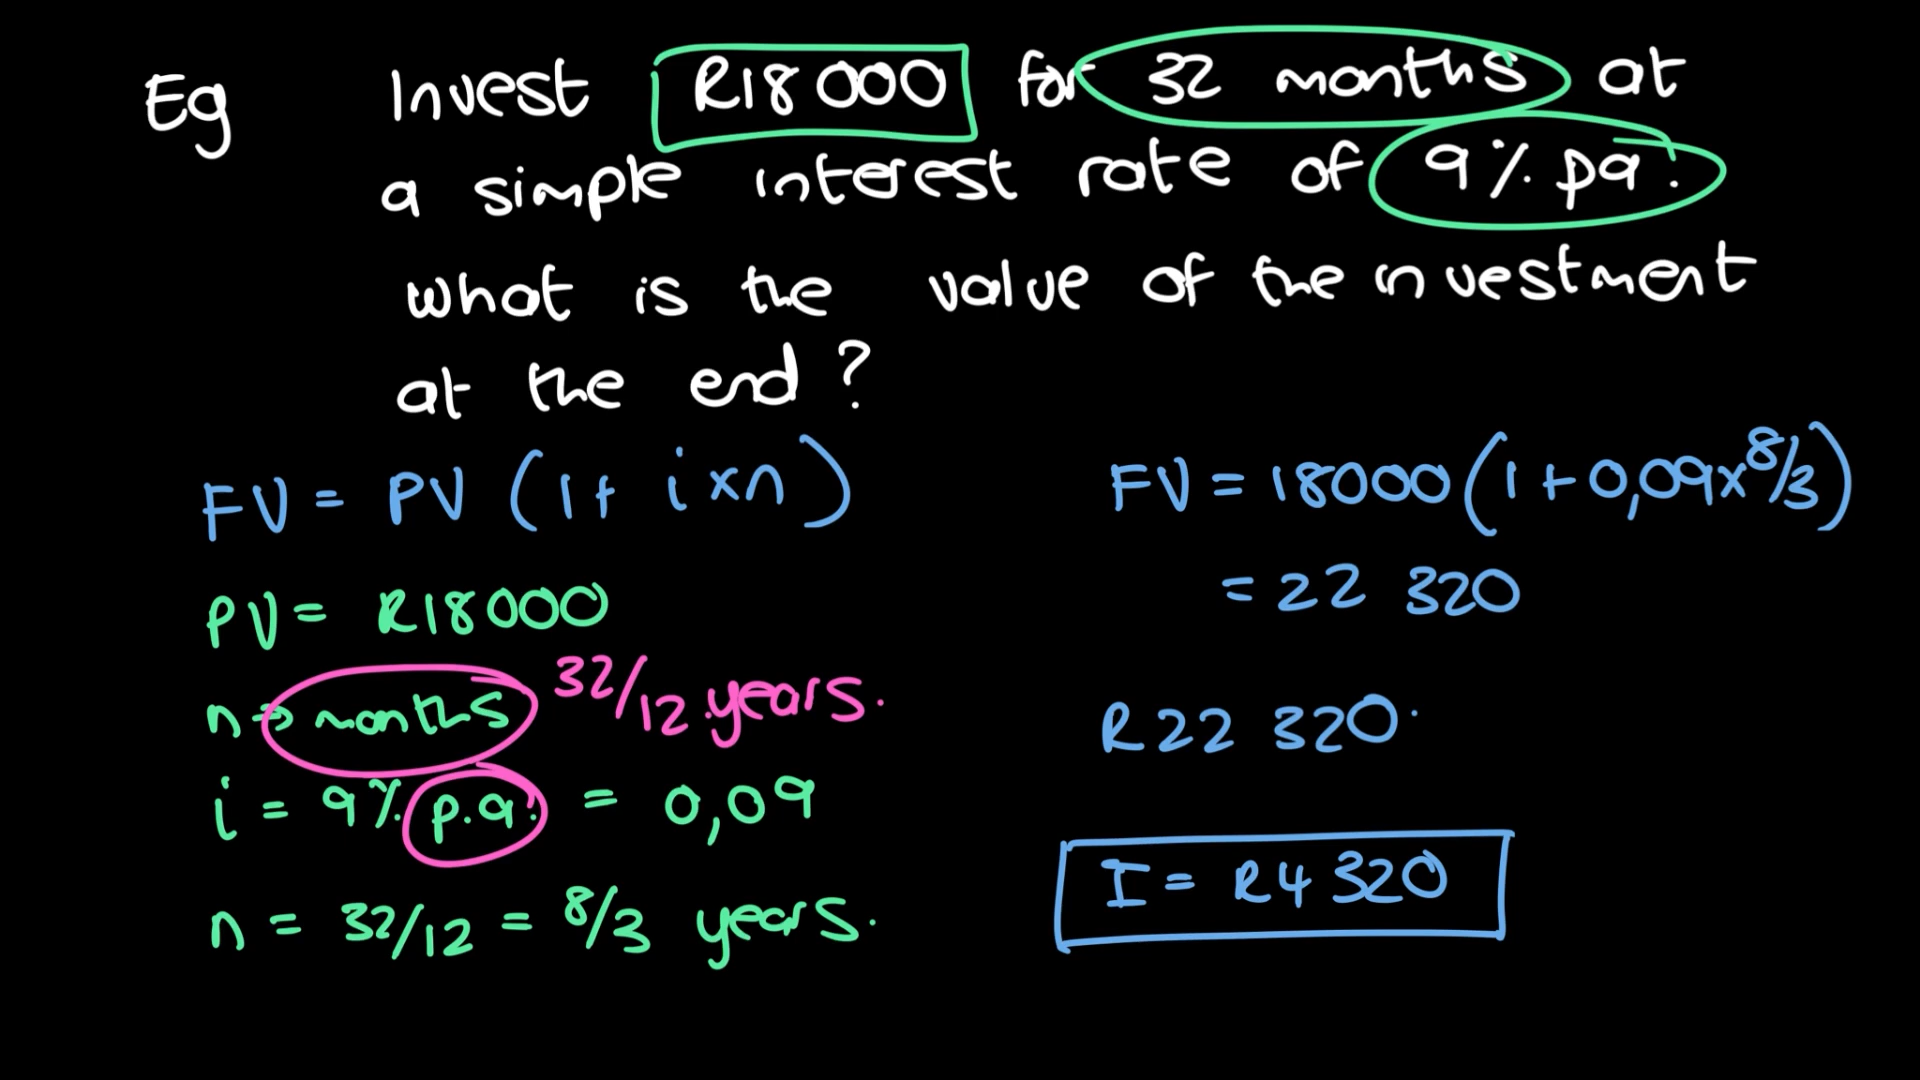 Eg Invest R18 000 for 32 months at
a simple interest rate of 9% pa.
what is the value of the investment
at the end?
FV = PV (1 + i × n)
PV = R18 000
n → months 32/12 years.
i = 9% p.a. = 0,09
n = 32/12 = 8/3 years.
FV = 18000 (1 + 0,09 × 8/3)
= 22 320
R22 320.
I = R4 320